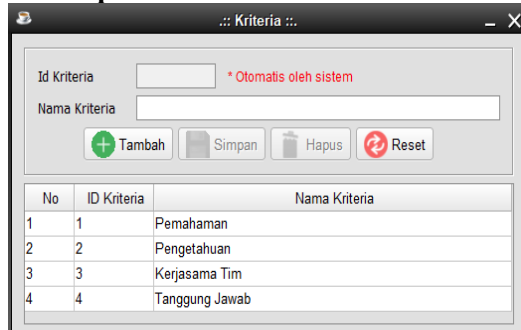 .:: Kriteria ::.
Id Kriteria * Otomatis oleh sistem
Nama Kriteria
Tambah Simpan Hapus Reset
No ID Kriteria Nama Kriteria
1 1 Pemahaman
2 2 Pengetahuan
3 3 Kerjasama Tim
4 4 Tanggung Jawab